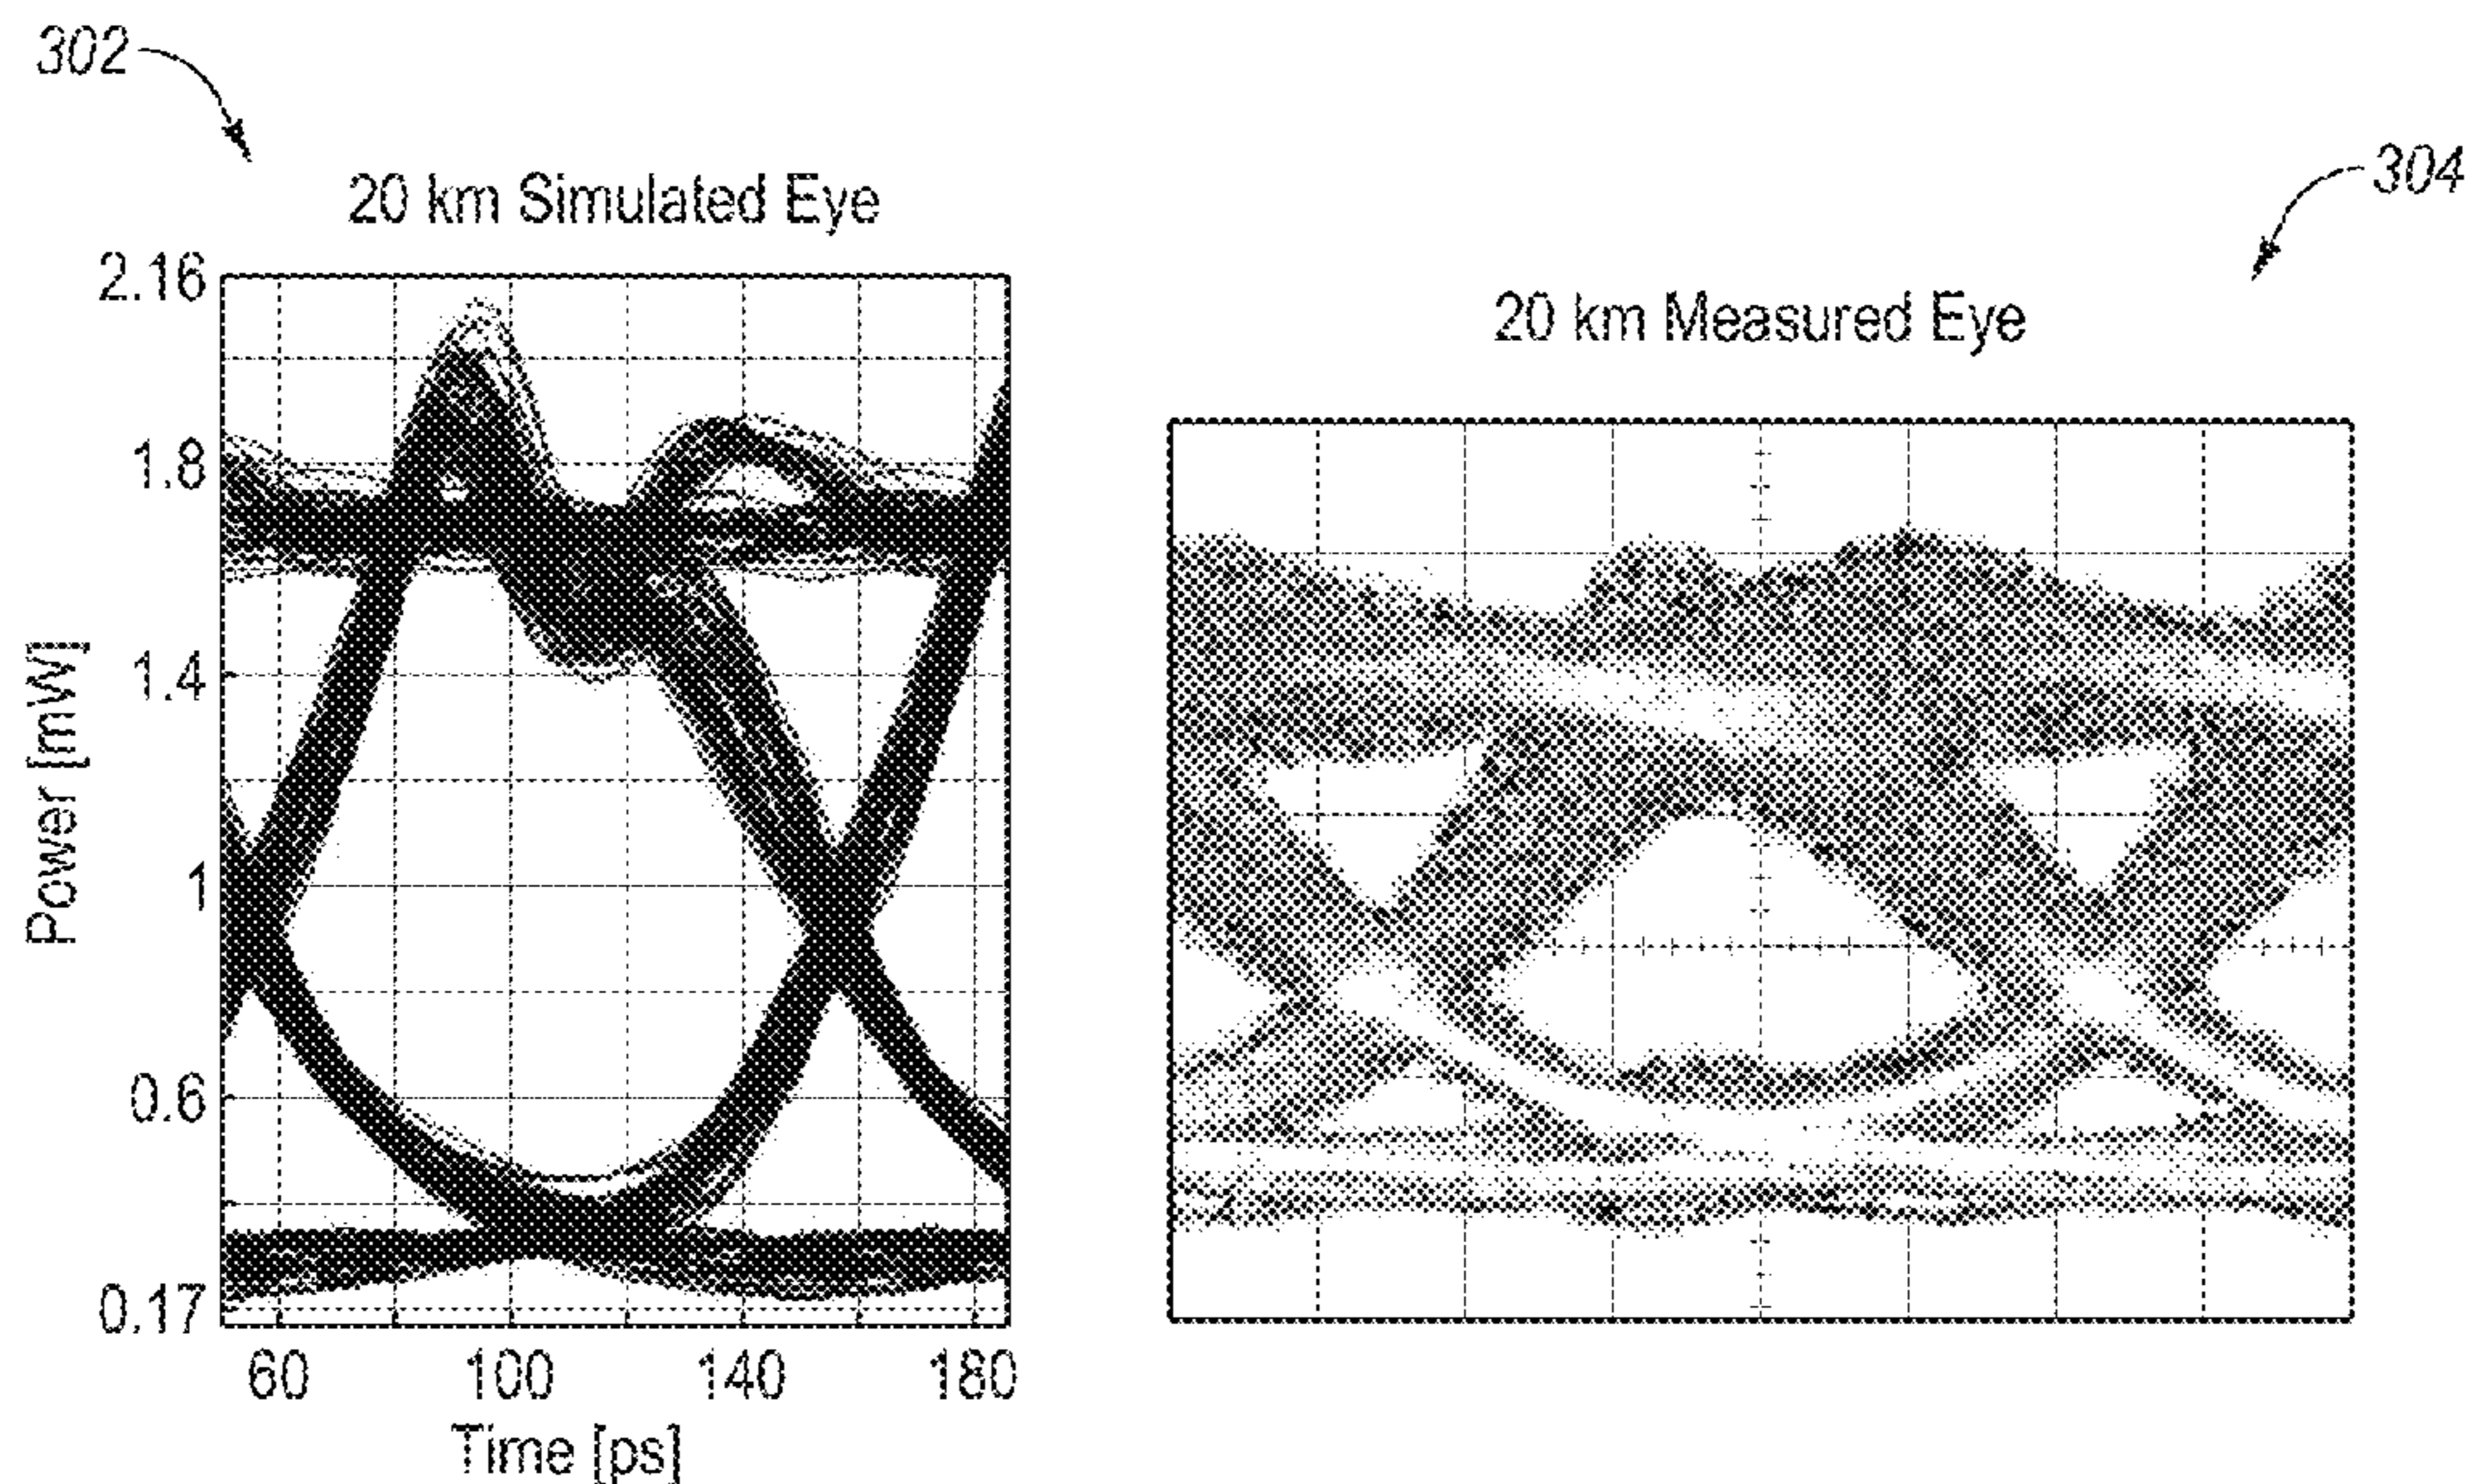 302
304
20 km Simulated Eye
20 km Measured Eye
2.16
1.8
1.4
1
0.6
0.17
Power [mW]
60 100 140 180
Time [ps]